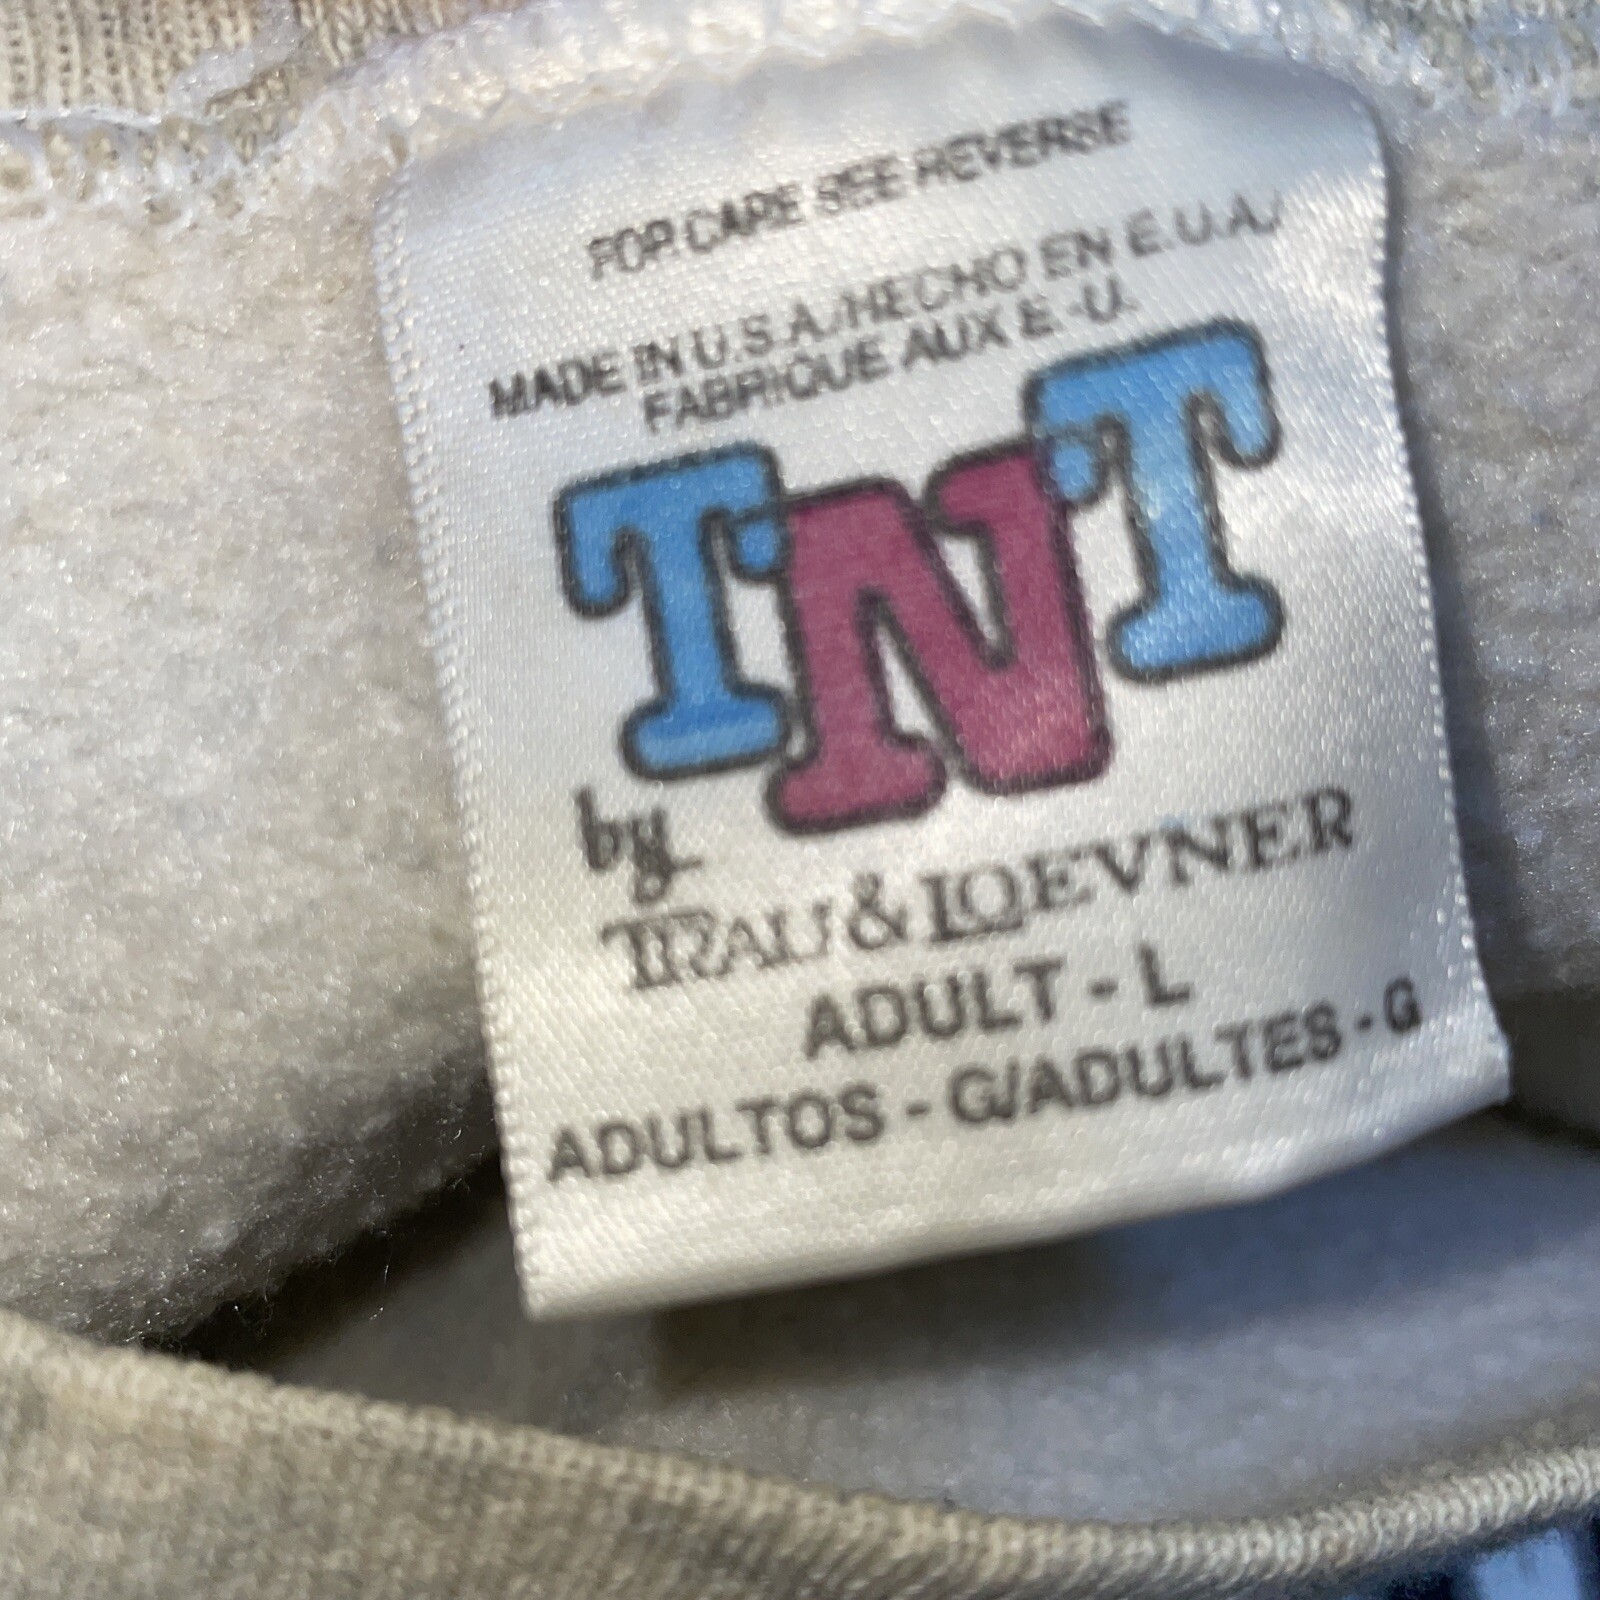 FOR CARE SEE REVERSE
MADE IN U.S.A./HECHO EN E.U.A./
FABRIQUE AUX E.-U.
TNT
by
TRAU & LOEVNER
ADULT - L
ADULTOS - G/ADULTES - G